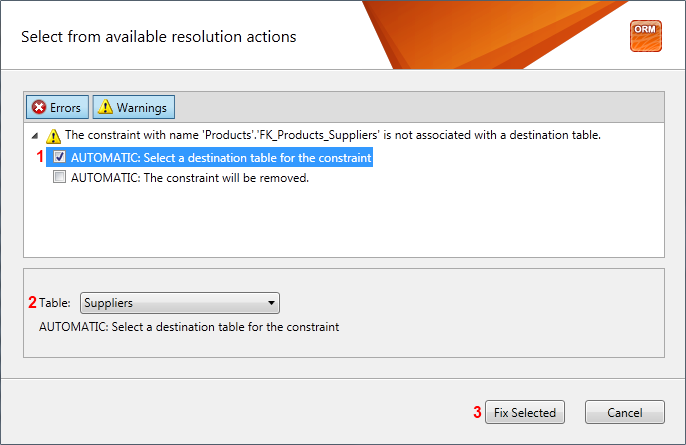 Select from available resolution actions
ORM
Errors Warnings
The constraint with name 'Products'.'FK_Products_Suppliers' is not associated with a destination table.
1 AUTOMATIC: Select a destination table for the constraint
AUTOMATIC: The constraint will be removed.
2 Table: Suppliers
AUTOMATIC: Select a destination table for the constraint
3 Fix Selected Cancel